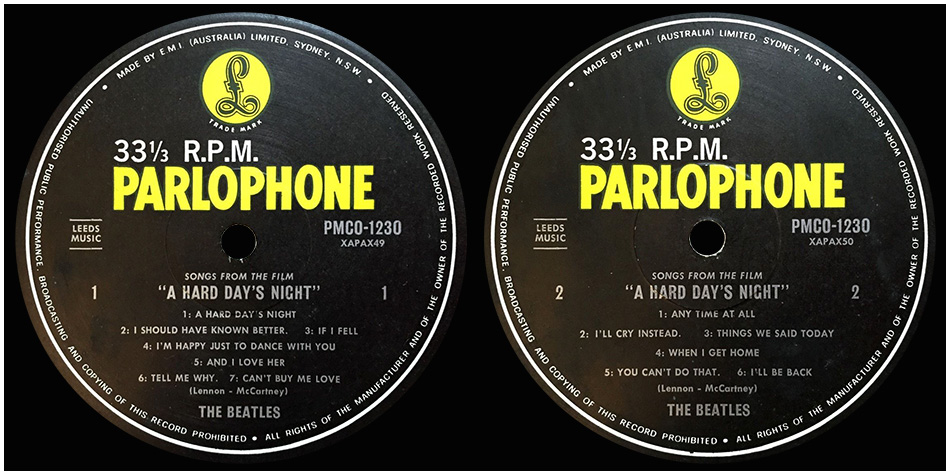 UNAUTHORISED PUBLIC PERFORMANCE, BROADCASTING AND COPYING OF THIS RECORD PROHIBITED • ALL RIGHTS OF THE MANUFACTURER AND OF THE OWNER OF THE RECORDED WORK RESERVED
• MADE BY E.M.I. (AUSTRALIA) LIMITED, SYDNEY, N.S.W. •
£
TRADE MARK
33⅓ R.P.M.
PARLOPHONE
LEEDS
MUSIC
PMCO-1230
XAPAX49
SONGS FROM THE FILM
1 "A HARD DAY'S NIGHT" 1
1: A HARD DAY'S NIGHT
2: I SHOULD HAVE KNOWN BETTER. 3: IF I FELL
4: I'M HAPPY JUST TO DANCE WITH YOU
5: AND I LOVE HER
6: TELL ME WHY. 7: CAN'T BUY ME LOVE
(Lennon - McCartney)
THE BEATLES
UNAUTHORISED PUBLIC PERFORMANCE, BROADCASTING AND COPYING OF THIS RECORD PROHIBITED • ALL RIGHTS OF THE MANUFACTURER AND OF THE OWNER OF THE RECORDED WORK RESERVED
• MADE BY E.M.I. (AUSTRALIA) LIMITED, SYDNEY, N.S.W. •
£
TRADE MARK
33⅓ R.P.M.
PARLOPHONE
LEEDS
MUSIC
PMCO-1230
XAPAX50
SONGS FROM THE FILM
2 "A HARD DAY'S NIGHT" 2
1: ANY TIME AT ALL
2: I'LL CRY INSTEAD. 3: THINGS WE SAID TODAY
4: WHEN I GET HOME
5: YOU CAN'T DO THAT. 6: I'LL BE BACK
(Lennon - McCartney)
THE BEATLES